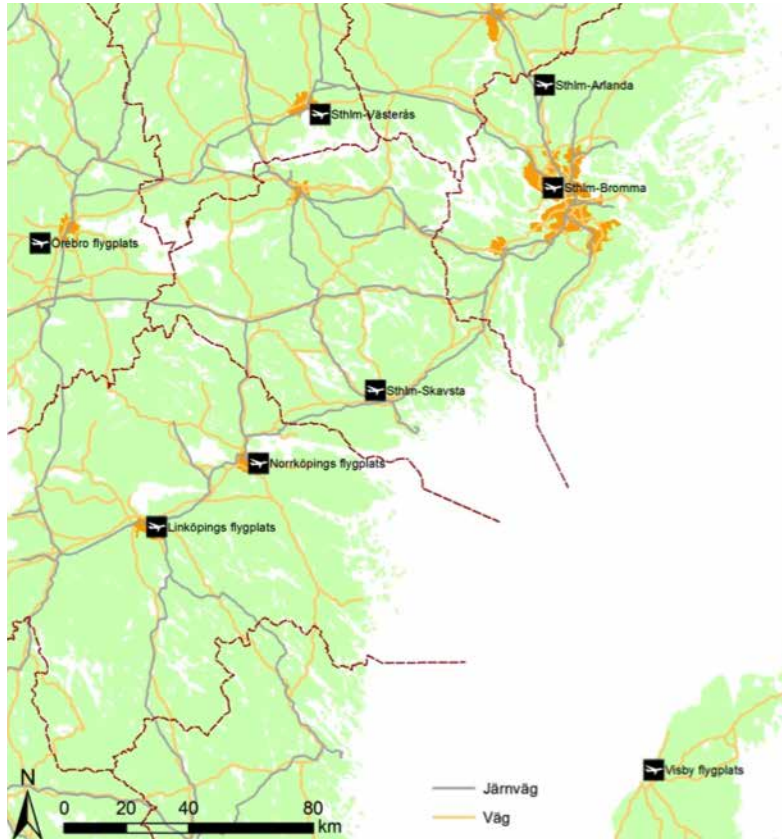 Sthlm-Arlanda
Sthlm-Västerås
Sthlm-Bromma
Örebro flygplats
Sthlm-Skavsta
Norrköpings flygplats
Linköpings flygplats
Visby flygplats
N
0 20 40 80
km
Järnväg
Väg